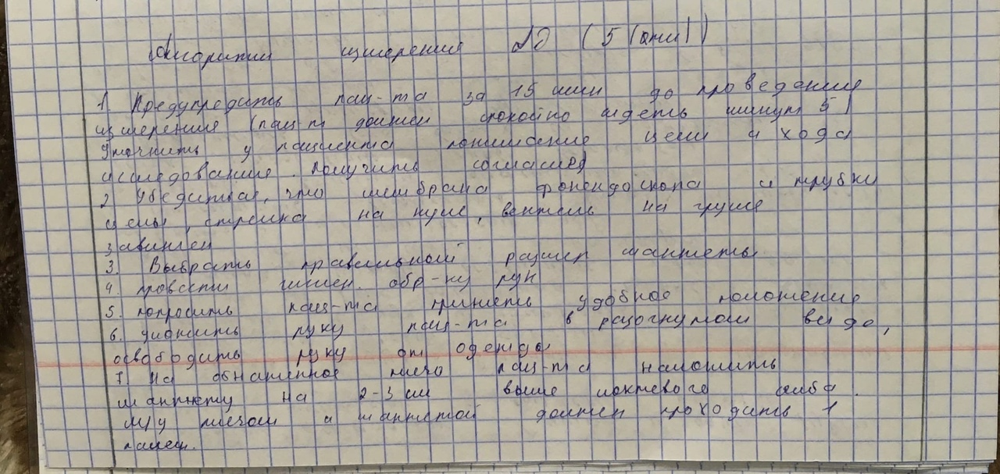 Алгоритм измерения АД (5
1. Предупредить пац-та за 15 мин до проведения
измерения (пац-т должен спокойно сидеть минут 5)
Уточнить у пациента понимание цели и хода
исследование. Получить согласие
2 Убедиться, что мембрана фонендоскопа и трубки
целы, стрелка на нуле, вентиль на груше
завинчен
3. Выбрать правильный размер манжеты
4. провести гигиен. обр-ку рук
5. попросить пац-та принять удобное положение
6. уложить руку пац-та в разогнутом виде,
освободить руку от одежды
7. На обнаженное плечо пац-та наложить
манжету на 2-3 см выше локтевого сгиба.
м/у плечом и манжетой должен проходить 1
палец.